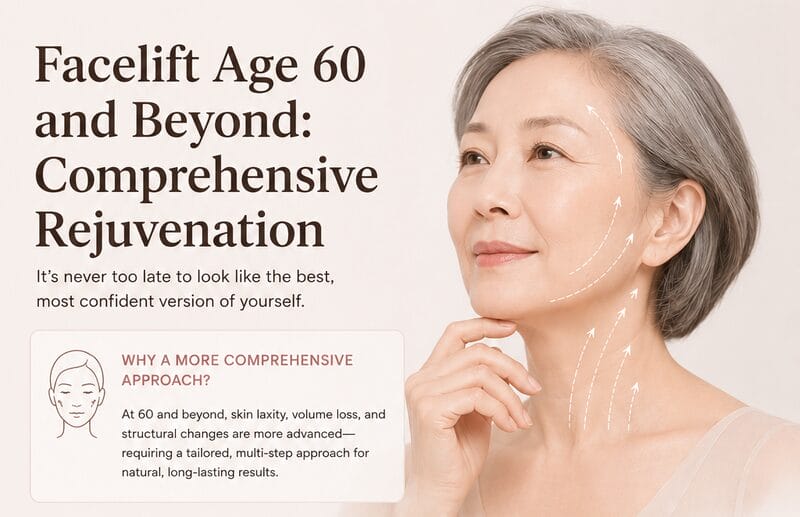 Facelift Age 60
and Beyond:
Comprehensive
Rejuvenation
It's never too late to look like the best,
most confident version of yourself.
WHY A MORE COMPREHENSIVE
APPROACH?
At 60 and beyond, skin laxity, volume loss, and
structural changes are more advanced—
requiring a tailored, multi-step approach for
natural, long-lasting results.